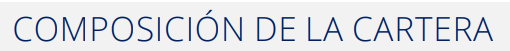 COMPOSICIÓN DE LA CARTERA